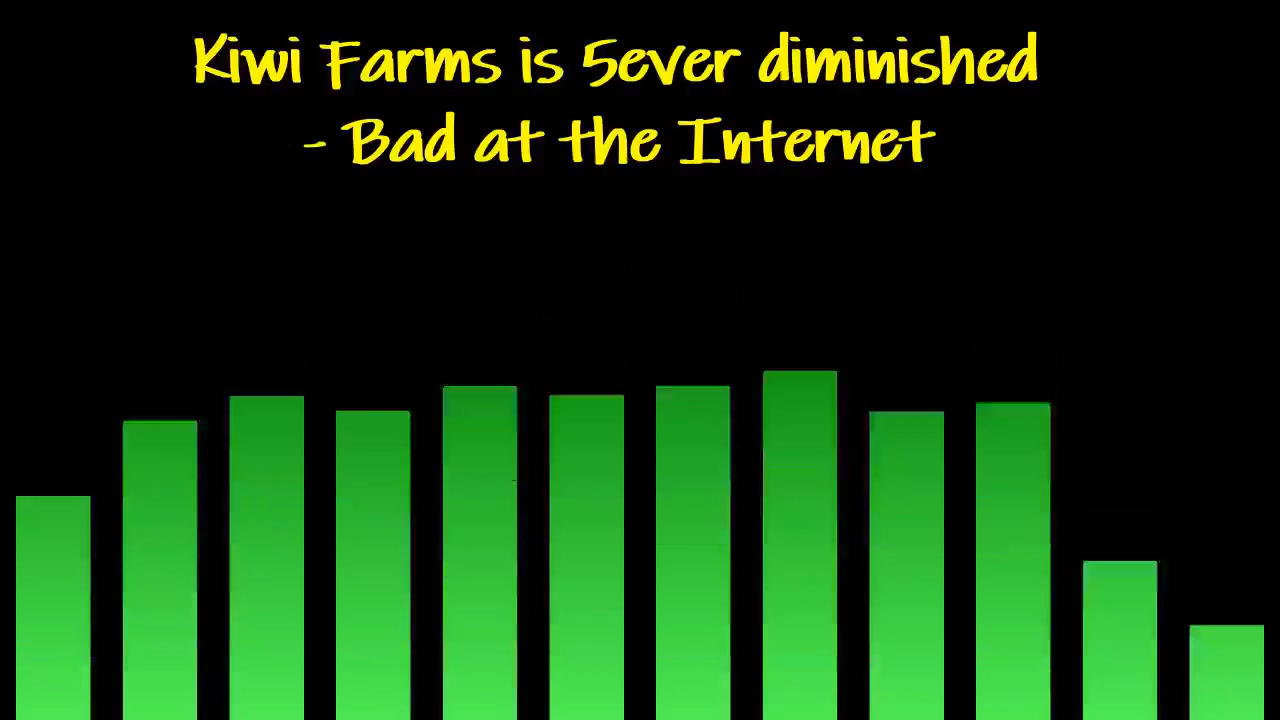 Kiwi Farms is 5ever diminished
- Bad at the Internet